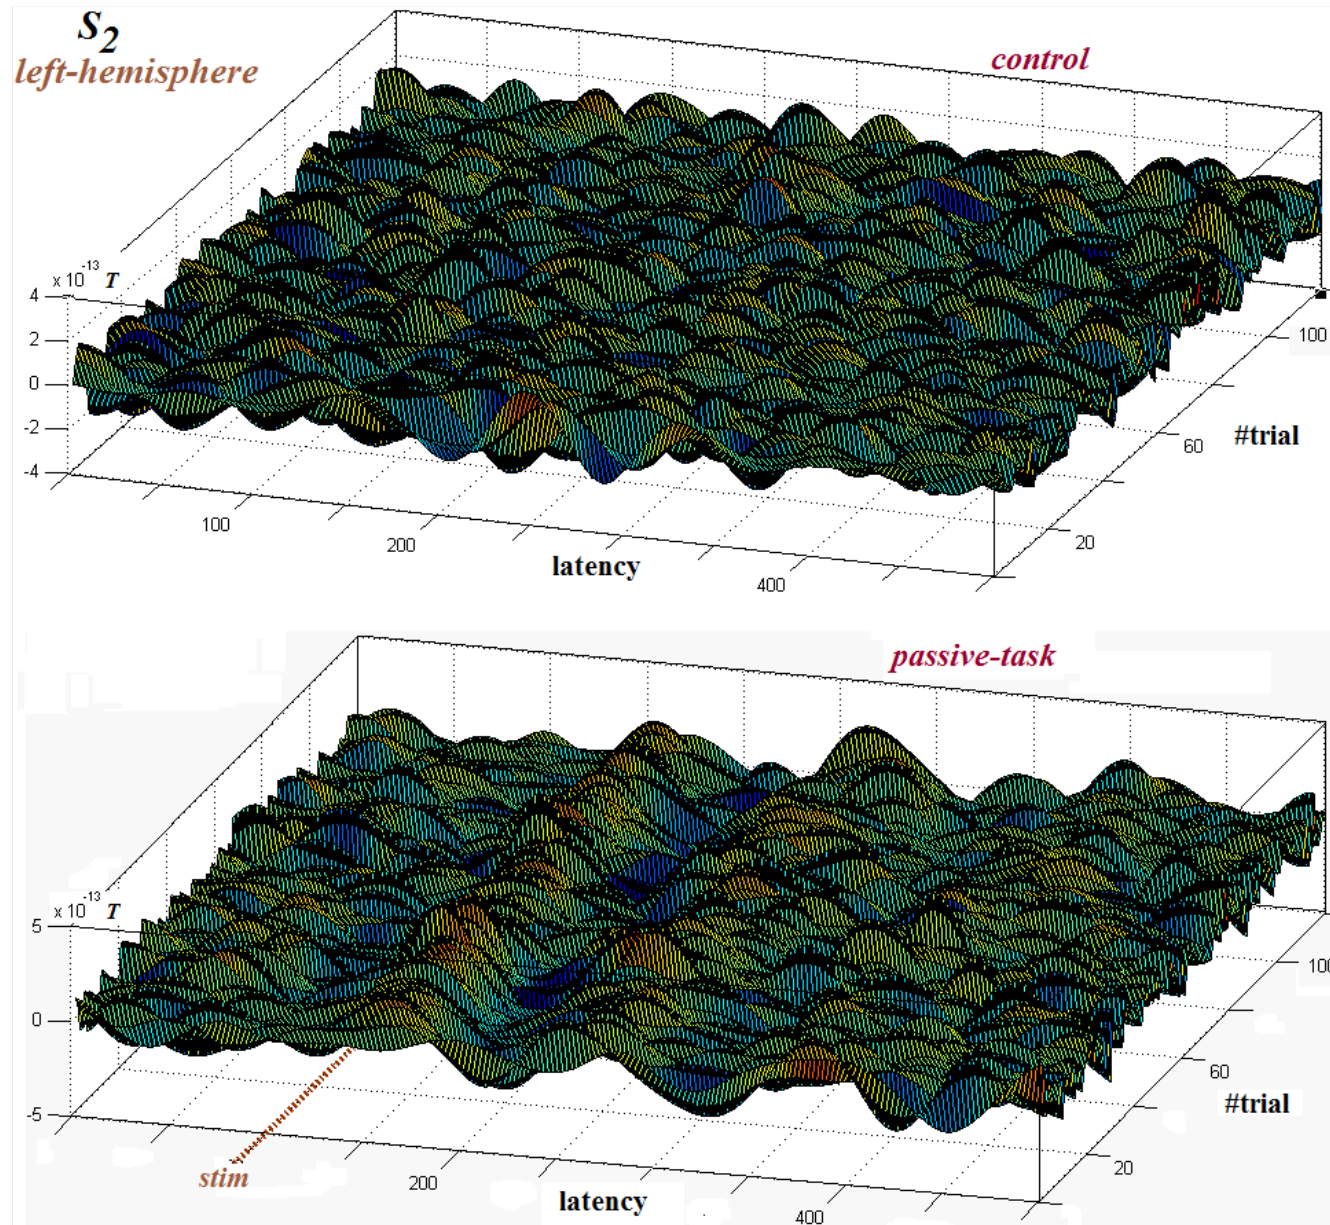 S2
left-hemisphere
control
x 10-13 T
4
2
0
-2
-4
100
200
latency
400
20
60
100
#trial
passive-task
x 10-13 T
5
0
-5
stim
200
latency
400
20
60
100
#trial